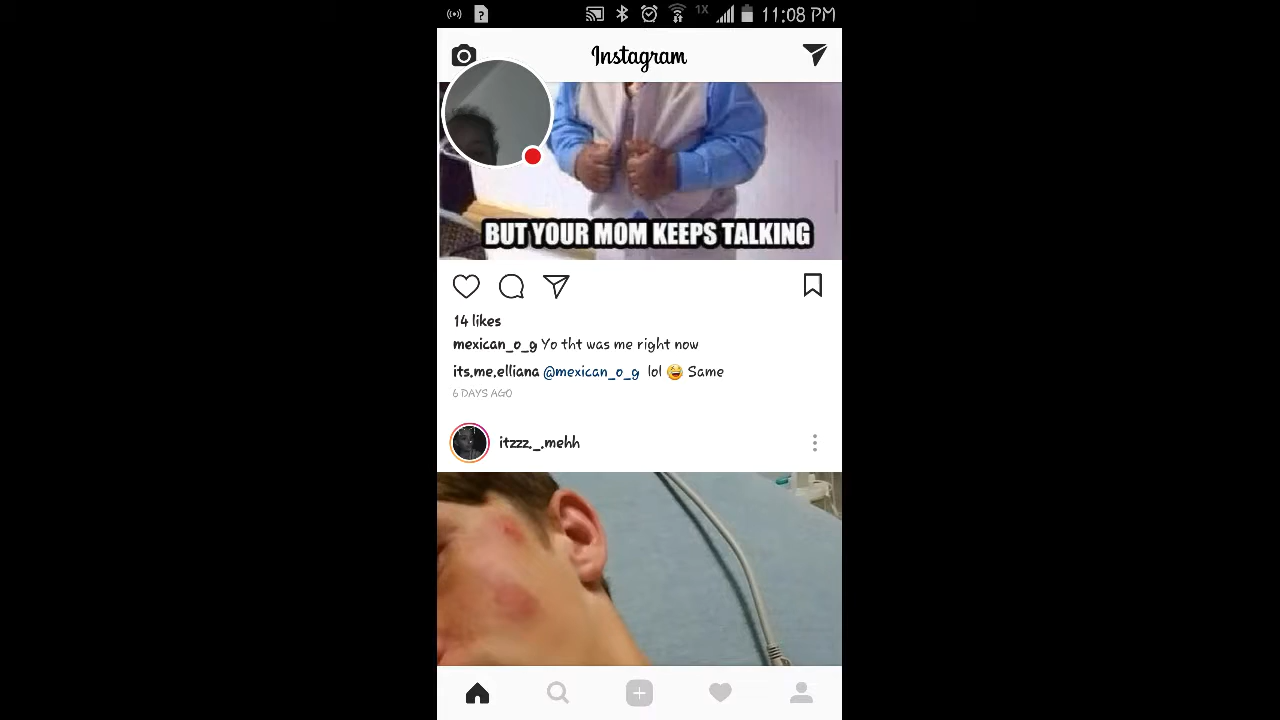 1X 11:08 PM
Instagram
BUT YOUR MOM KEEPS TALKING
14 likes
mexican_o_g Yo tht was me right now
its.me.elliana @mexican_o_g lol 😄 Same
6 DAYS AGO
itzzz._.mehh